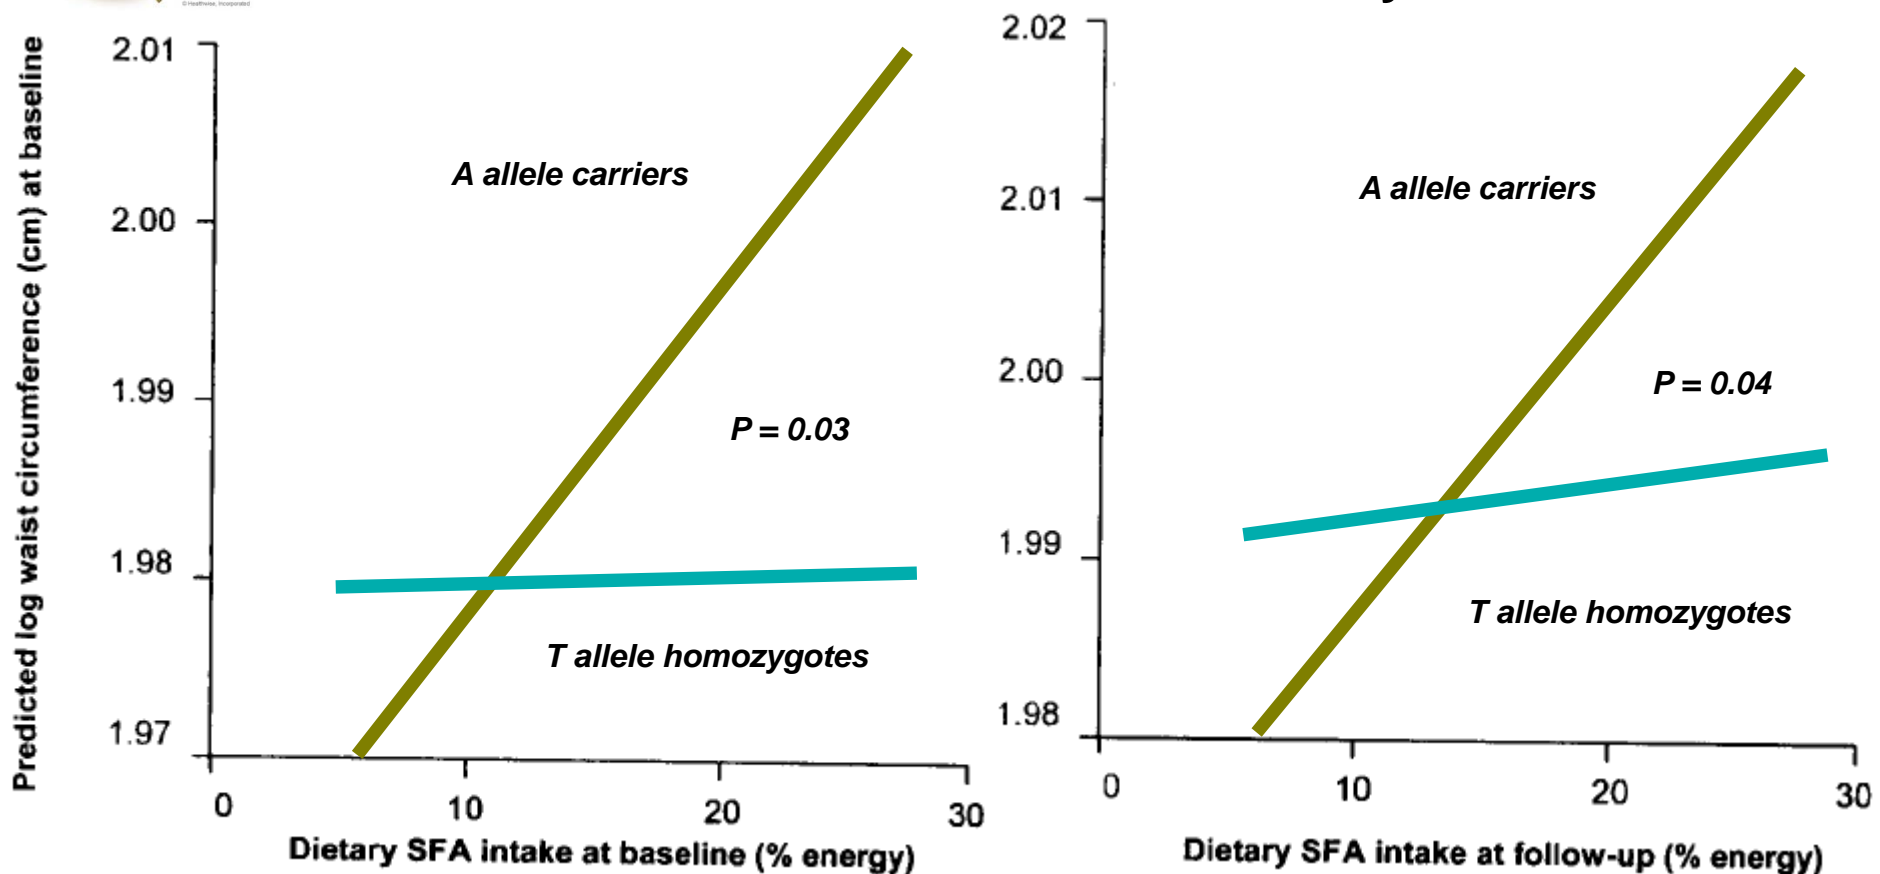 © Healtheras, Incorporated
Predicted log waist circumference (cm) at baseline
2.01
2.00
1.99
1.98
1.97
A allele carriers
P = 0.03
T allele homozygotes
0
10
20
30
Dietary SFA intake at baseline (% energy)
2.02
2.01
2.00
1.99
1.98
A allele carriers
P = 0.04
T allele homozygotes
0
10
20
30
Dietary SFA intake at follow-up (% energy)